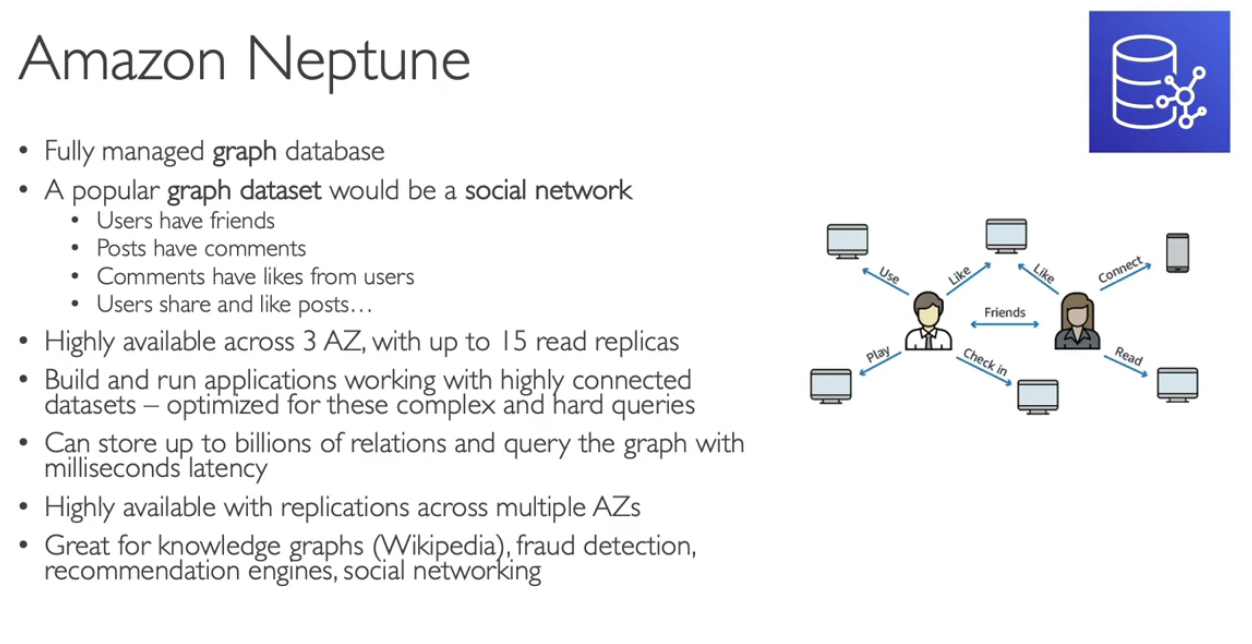 Amazon Neptune
• Fully managed graph database
• A popular graph dataset would be a social network
• Users have friends
• Posts have comments
• Comments have likes from users
• Users share and like posts…
• Highly available across 3 AZ, with up to 15 read replicas
• Build and run applications working with highly connected
datasets – optimized for these complex and hard queries
• Can store up to billions of relations and query the graph with
milliseconds latency
• Highly available with replications across multiple AZs
• Great for knowledge graphs (Wikipedia), fraud detection,
recommendation engines, social networking
Use
Like
Like
Connect
Friends
Play
Check in
Read